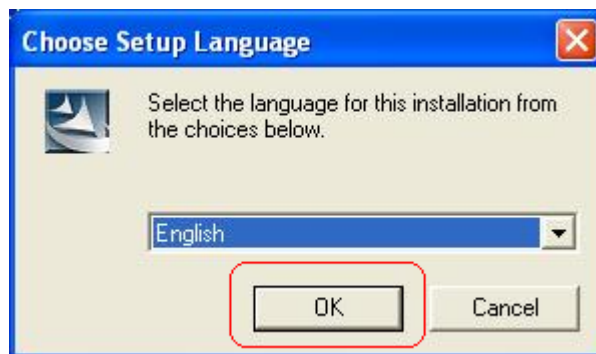 Choose Setup Language
Select the language for this installation from
the choices below.
English
OK
Cancel